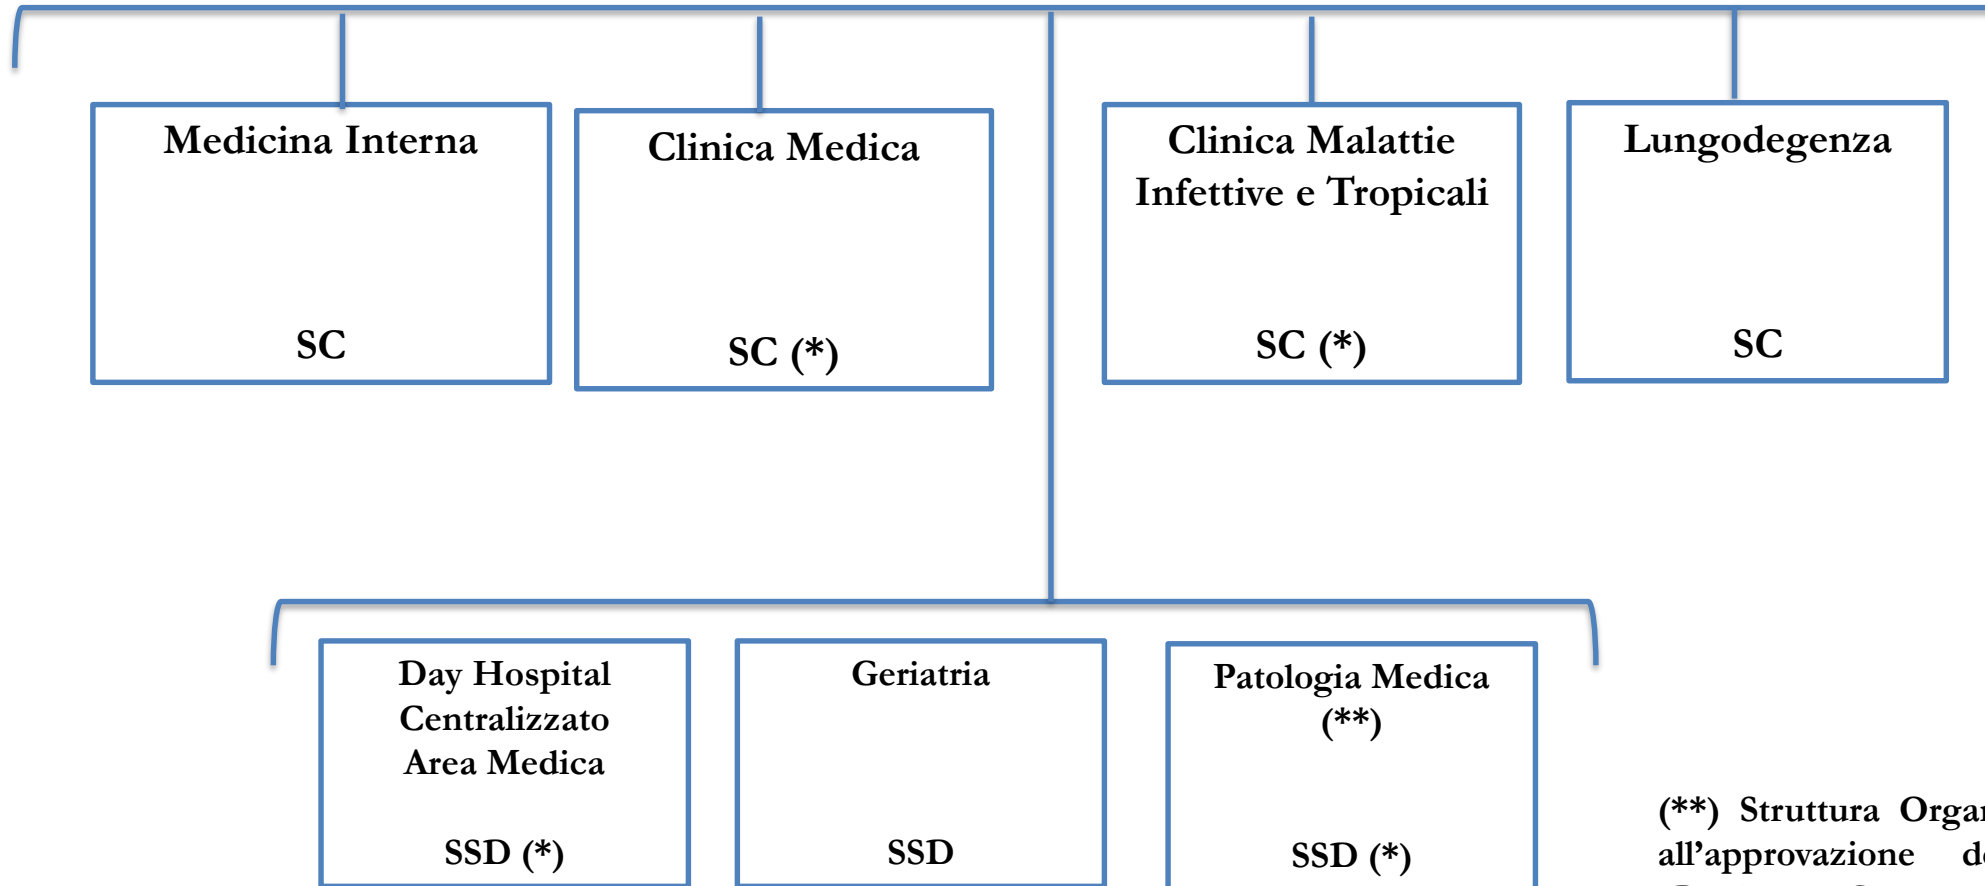 Medicina Interna
SC
Clinica Medica
SC (*)
Clinica Malattie
Infettive e Tropicali
SC (*)
Lungodegenza
SC
Day Hospital
Centralizzato
Area Medica
SSD (*)
Geriatria
SSD
Patologia Medica
(**)
SSD (*)
(**) Struttura
all’approvazione